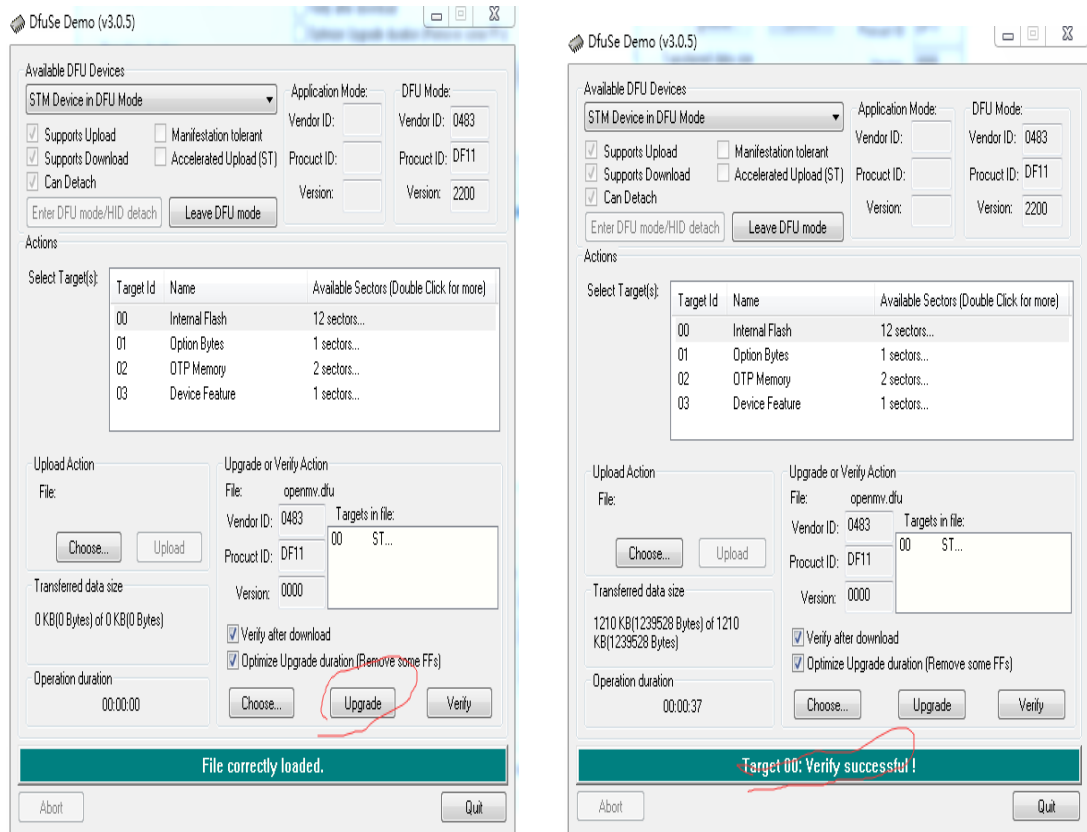 DfuSe Demo (v3.0.5)
Available DFU Devices
STM Device in DFU Mode
Supports Upload
Manifestation tolerant
Supports Download
Accelerated Upload (ST)
Can Detach
Enter DFU mode/HID detach
Leave DFU mode
Application Mode:
Vendor ID:
Procuct ID:
Version:
DFU Mode:
Vendor ID: 0483
Procuct ID: DF11
Version: 2200
Actions
Select Target(s):
Target Id Name Available Sectors (Double Click for more)
00 Internal Flash 12 sectors...
01 Option Bytes 1 sectors...
02 OTP Memory 2 sectors...
03 Device Feature 1 sectors...
Upload Action
File:
Choose... Upload
Transferred data size
0 KB(0 Bytes) of 0 KB(0 Bytes)
Operation duration
00:00:00
Upgrade or Verify Action
File: openmv.dfu
Vendor ID: 0483
Procuct ID: DF11
Version: 0000
Targets in file:
00 ST...
Verify after download
Optimize Upgrade duration (Remove some FFs)
Choose... Upgrade Verify
File correctly loaded.
Abort Quit
DfuSe Demo (v3.0.5)
Available DFU Devices
STM Device in DFU Mode
Supports Upload
Manifestation tolerant
Supports Download
Accelerated Upload (ST)
Can Detach
Enter DFU mode/HID detach
Leave DFU mode
Application Mode:
Vendor ID:
Procuct ID:
Version:
DFU Mode:
Vendor ID: 0483
Procuct ID: DF11
Version: 2200
Actions
Select Target(s):
Target Id Name Available Sectors (Double Click for more)
00 Internal Flash 12 sectors...
01 Option Bytes 1 sectors...
02 OTP Memory 2 sectors...
03 Device Feature 1 sectors...
Upload Action
File:
Choose... Upload
Transferred data size
1210 KB(1239528 Bytes) of 1210
KB(1239528 Bytes)
Operation duration
00:00:37
Upgrade or Verify Action
File: openmv.dfu
Vendor ID: 0483
Procuct ID: DF11
Version: 0000
Targets in file:
00 ST...
Verify after download
Optimize Upgrade duration (Remove some FFs)
Choose... Upgrade Verify
Target 00: Verify successful !
Abort Quit